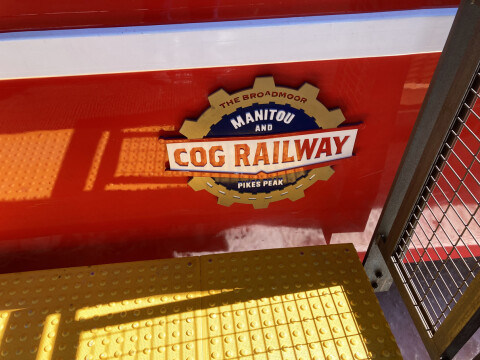 THE BROADMOOR
MANITOU
AND
COG RAILWAY
PIKES PEAK